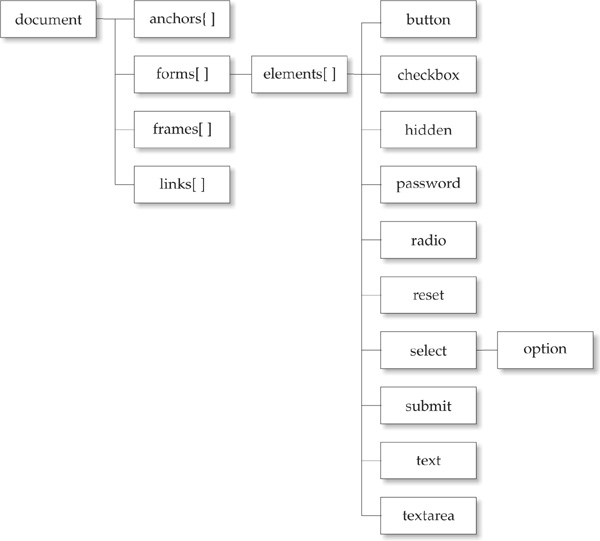 document
anchors{ ]
button
forms[ ]
elements[ ]
checkbox
frames[ ]
hidden
links[ ]
password
radio
reset
select
option
submit
text
textarea